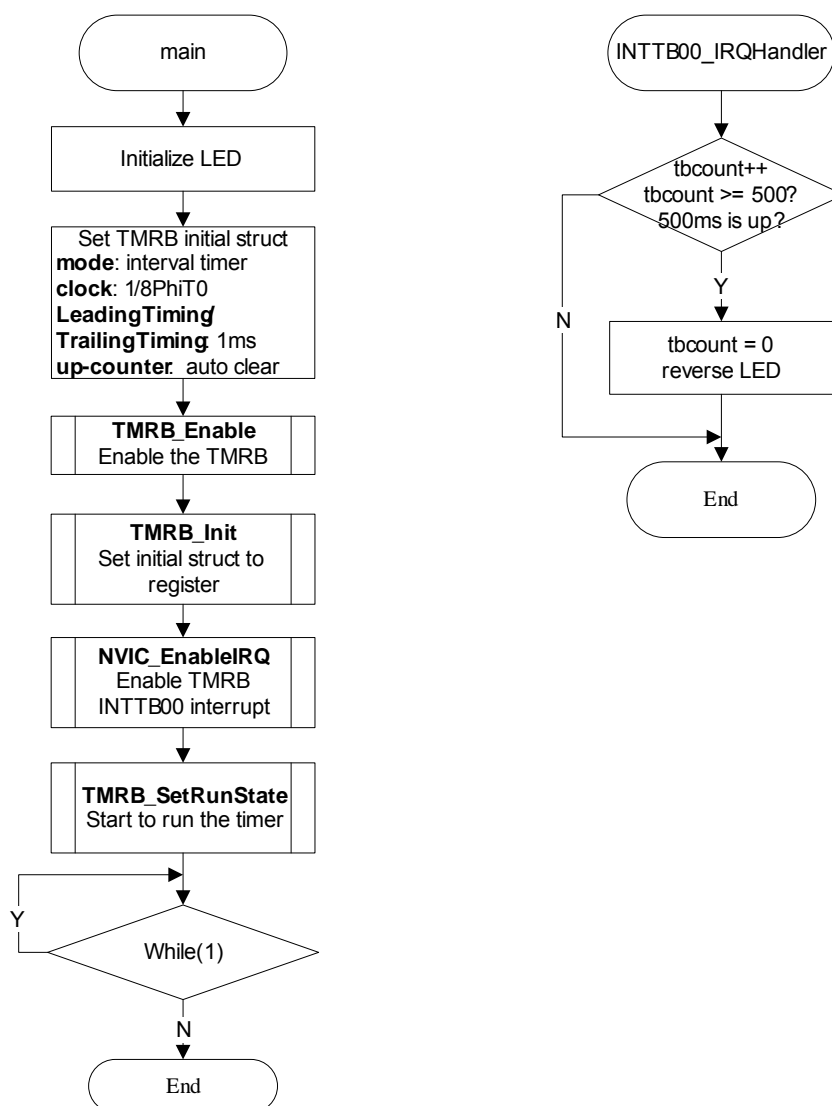 main
Initialize LED
Set TMRB initial struct
mode: interval timer
clock: 1/8PhiT0
LeadingTiming/
TrailingTiming: 1ms
up-counter: auto clear
TMRB_Enable
Enable the TMRB
TMRB_Init
Set initial struct to
register
NVIC_EnableIRQ
Enable TMRB
INTTB00 interrupt
TMRB_SetRunState
Start to run the timer
Y
While(1)
N
End
INTTB00_IRQHandler
tbcount++
tbcount >= 500?
500ms is up?
Y
N
tbcount = 0
reverse LED
End